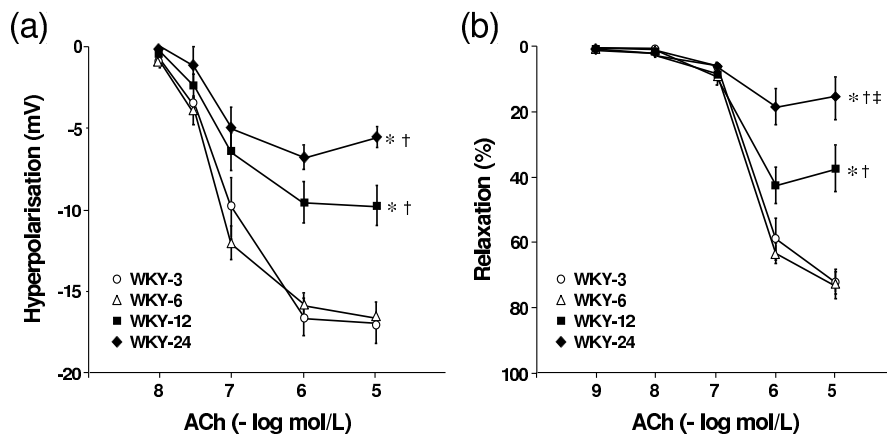 (a)
0
-5
-10
-15
-20
Hyperpolarisation (mV)
* †
* †
WKY-3
WKY-6
WKY-12
WKY-24
8 7 6 5
ACh (- log mol/L)
(b)
0
20
40
60
80
100
Relaxation (%)
* † ‡
* †
WKY-3
WKY-6
WKY-12
WKY-24
9 8 7 6 5
ACh (- log mol/L)